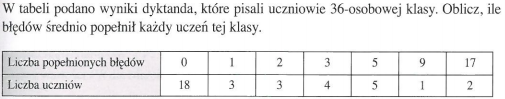 W tabeli podano wyniki dyktanda, które pisali uczniowie 36-osobowej klasy. Oblicz, ile
błędów średnio popełnił każdy uczeń tej klasy.
Liczba popełnionych błędów 0 1 2 3 5 9 17
Liczba uczniów 18 3 3 4 5 1 2